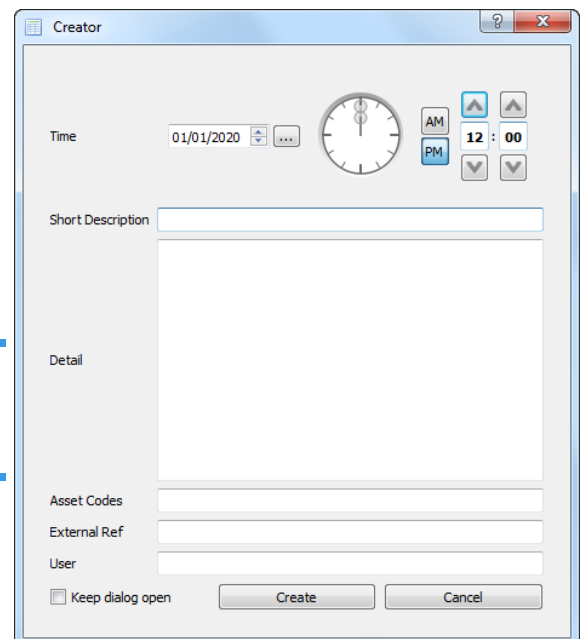 Creator
Time 01/01/2020 ... AM PM 12 : 00
Short Description
Detail
Asset Codes
External Ref
User
Keep dialog open Create Cancel